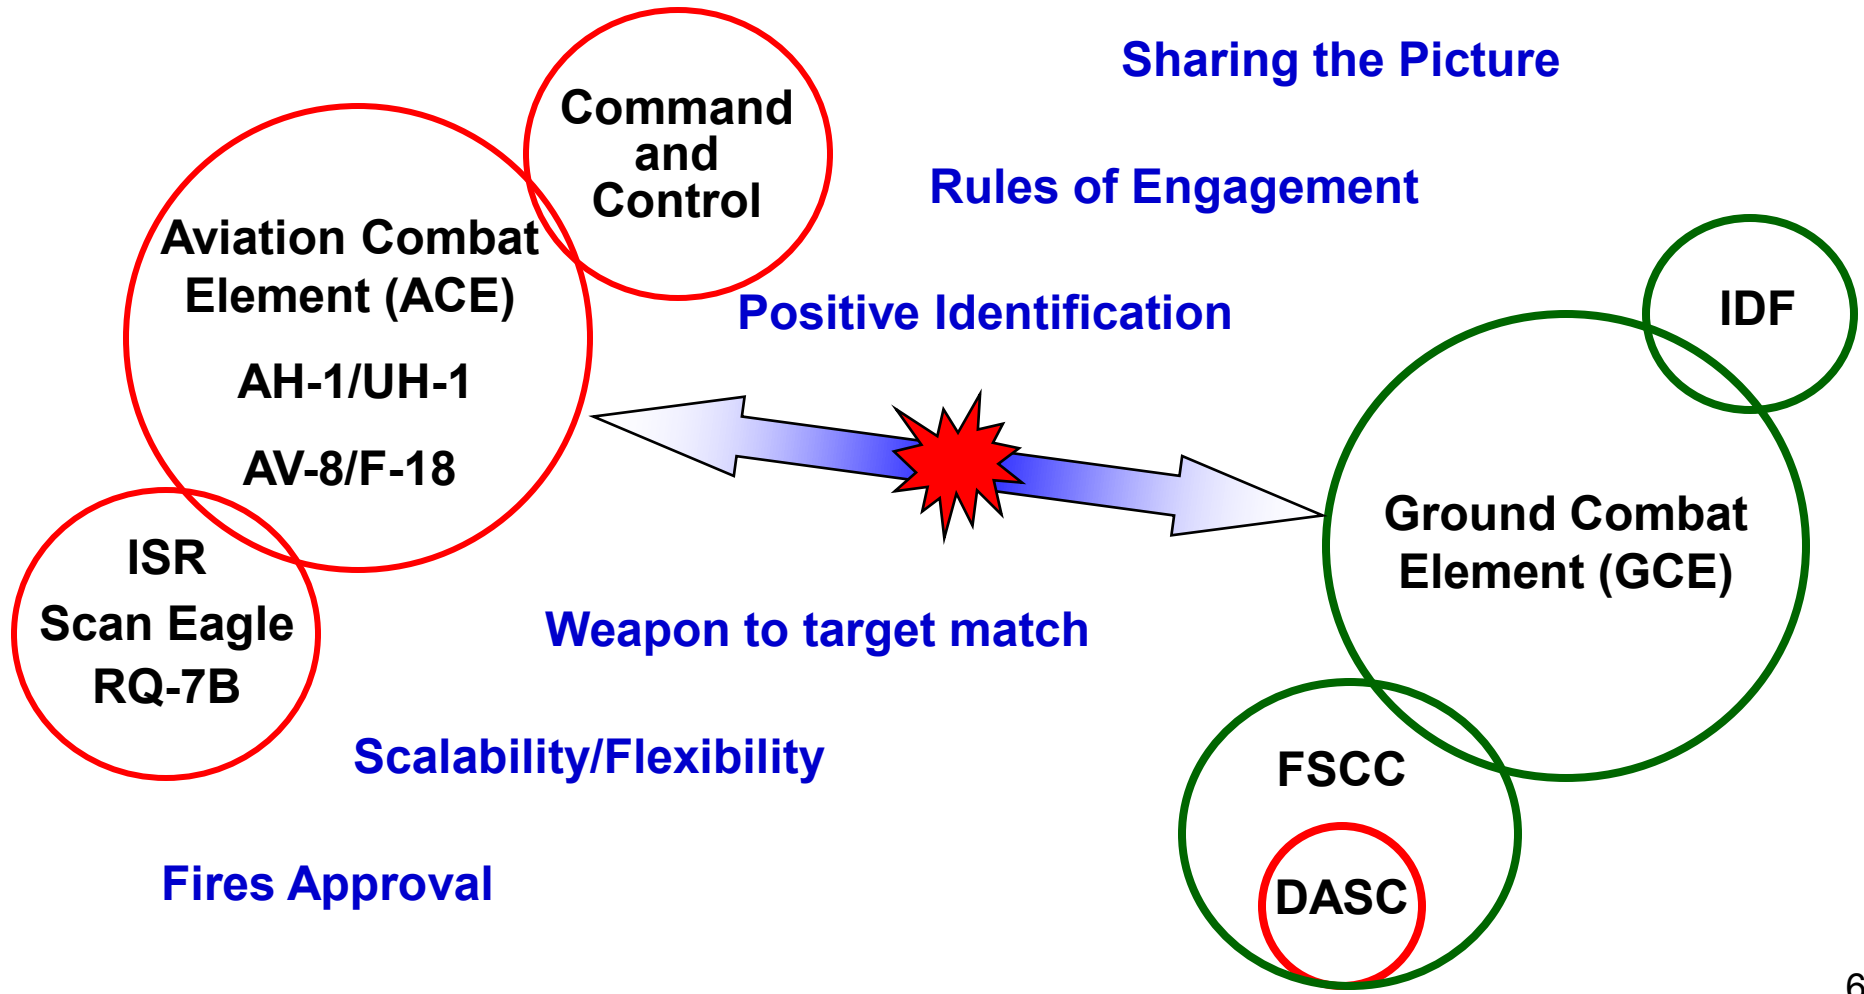 Sharing the Picture
Command
and
Control
Rules of Engagement
Aviation Combat
Element (ACE)
AH-1/UH-1
AV-8/F-18
Positive Identification
IDF
Ground Combat
Element (GCE)
ISR
Scan Eagle
RQ-7B
Weapon to target match
Scalability/Flexibility
FSCC
DASC
Fires Approval
6